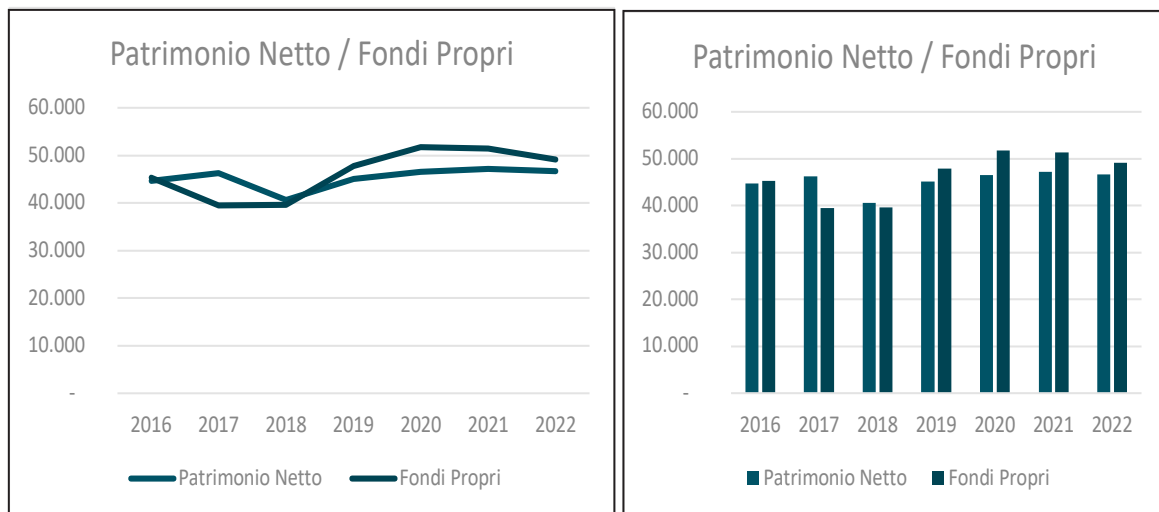 Patrimonio Netto / Fondi Propri
60.000
50.000
40.000
30.000
20.000
10.000
-
2016 2017 2018 2019 2020 2021 2022
Patrimonio Netto Fondi Propri
Patrimonio Netto / Fondi Propri
60.000
50.000
40.000
30.000
20.000
10.000
-
2016 2017 2018 2019 2020 2021 2022
Patrimonio Netto Fondi Propri